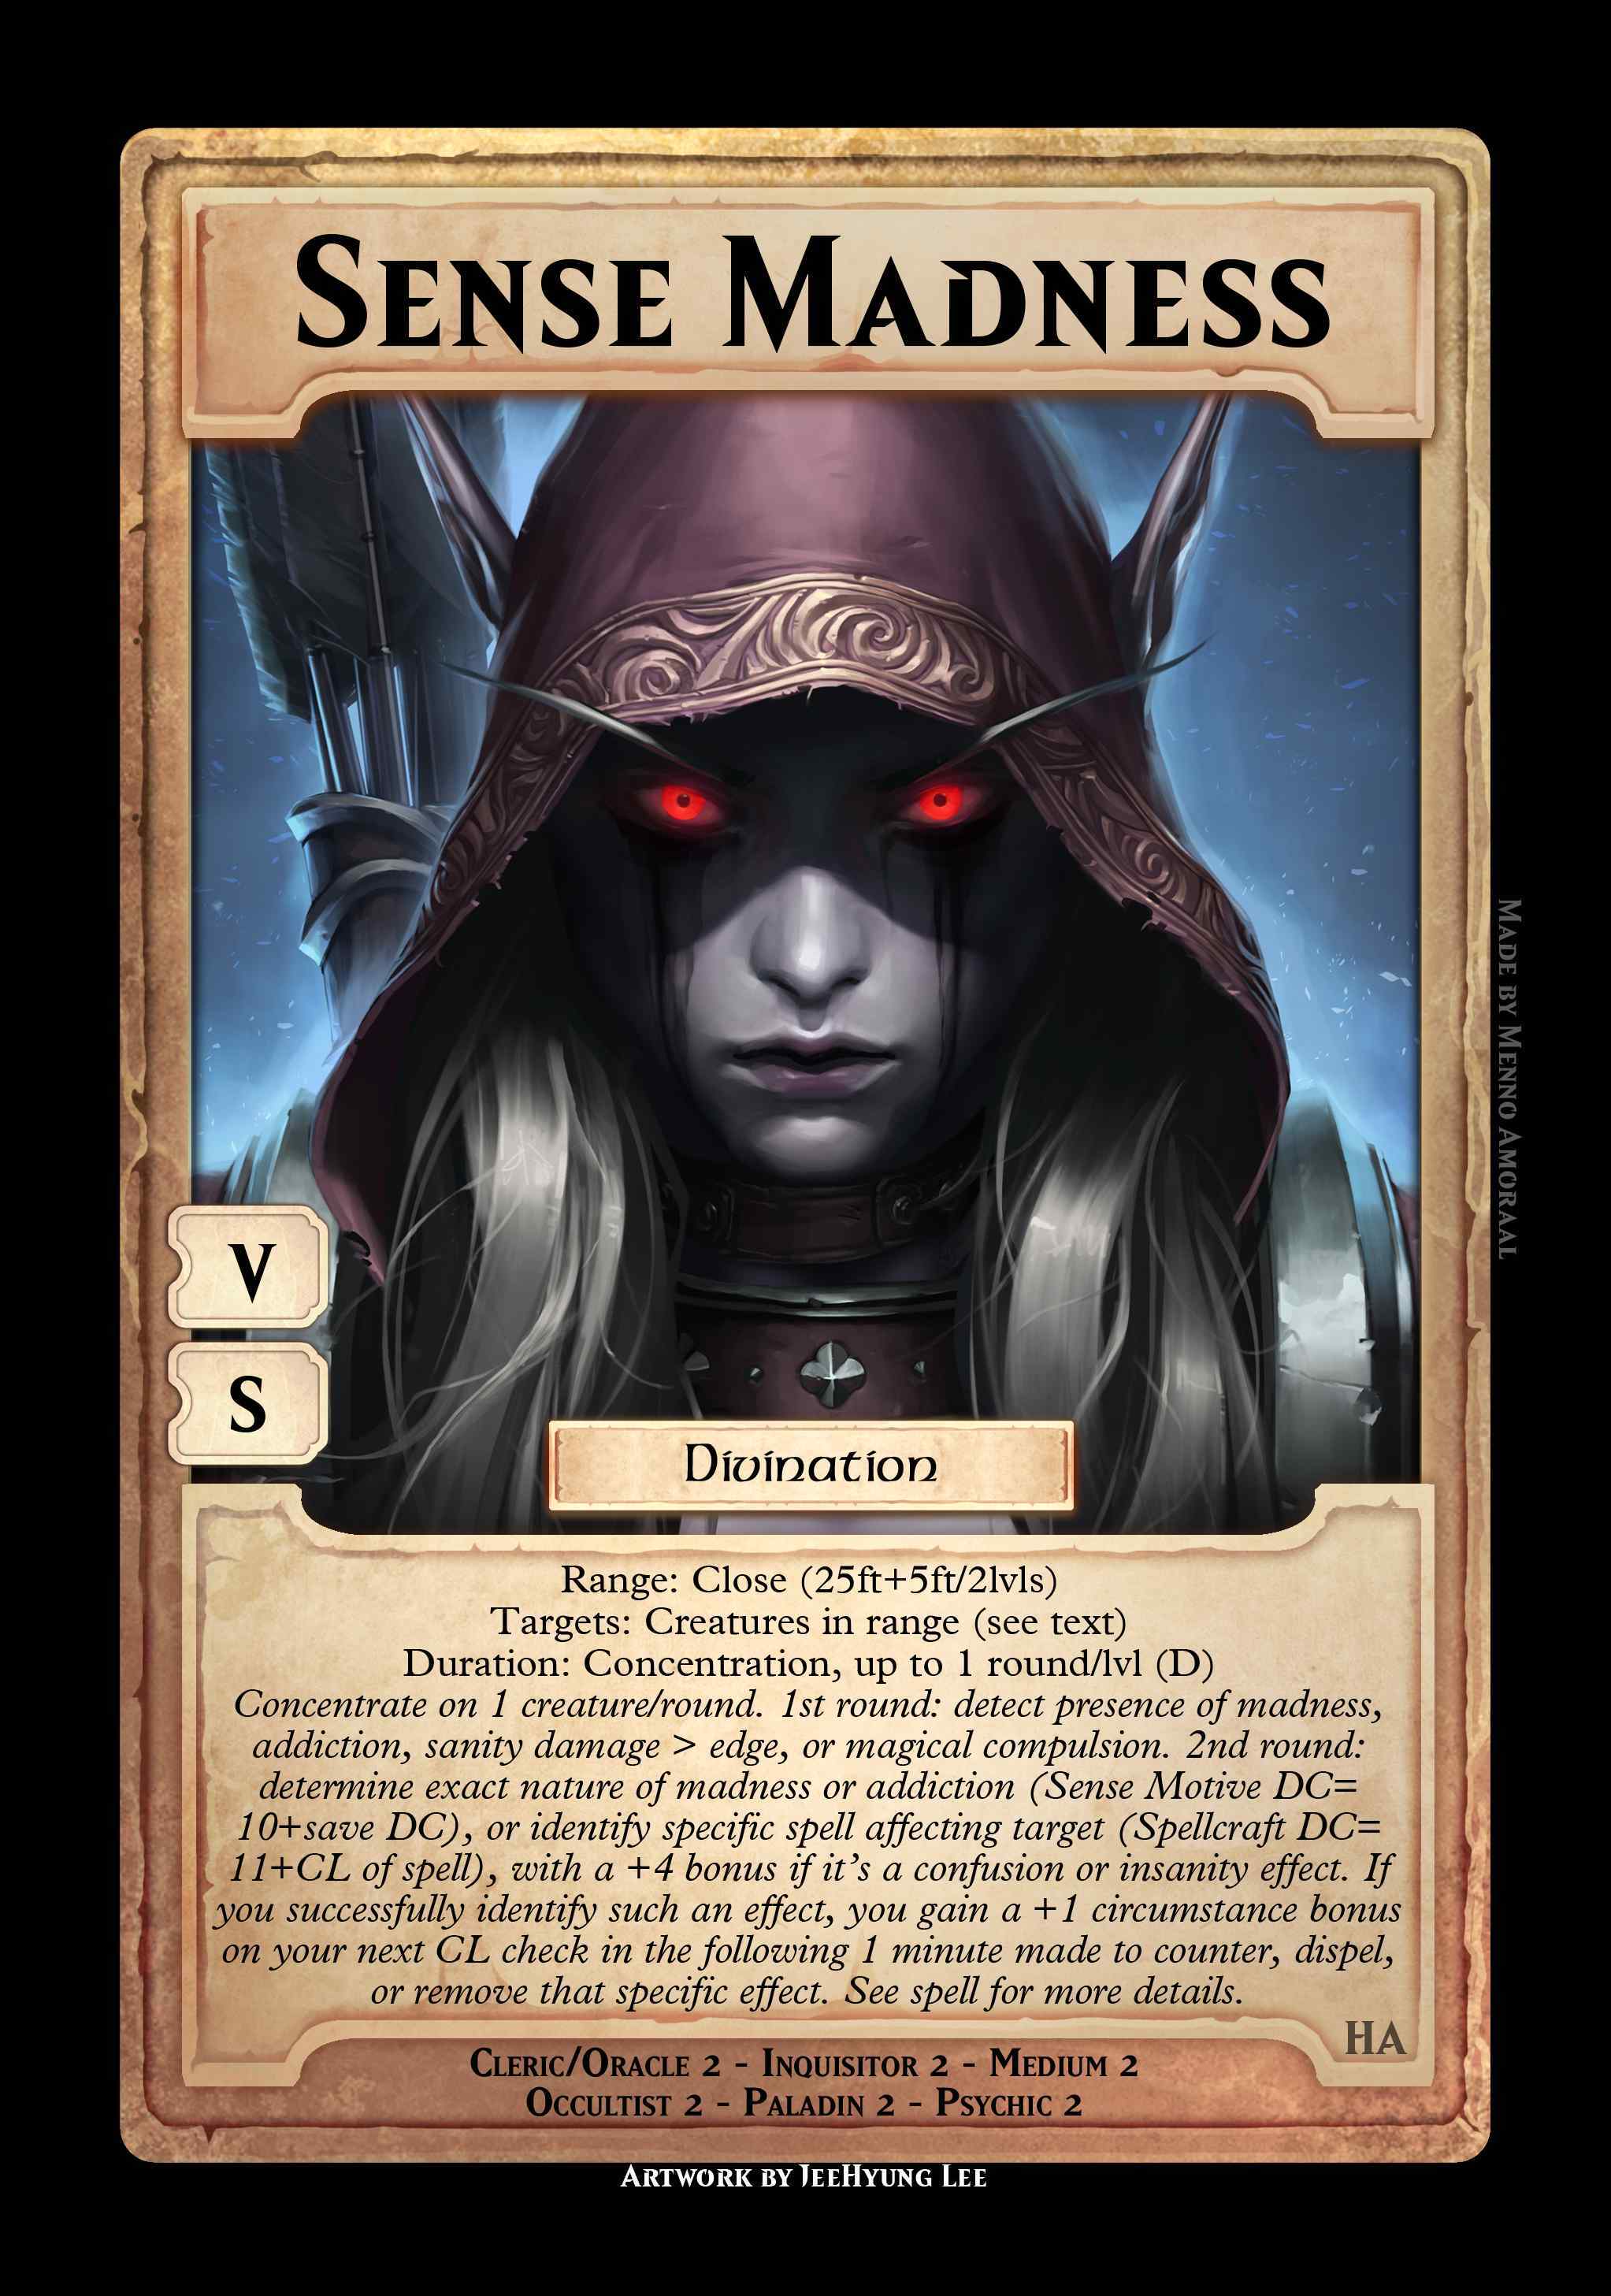 Sense Madness
V
S
Divination
Range: Close (25ft+5ft/2lvls)
Targets: Creatures in range (see text)
Duration: Concentration, up to 1 round/lvl (D)
Concentrate on 1 creature/round. 1st round: detect presence of madness,
addiction, sanity damage > edge, or magical compulsion. 2nd round:
determine exact nature of madness or addiction (Sense Motive DC=
10+save DC), or identify specific spell affecting target (Spellcraft DC=
11+CL of spell), with a +4 bonus if it’s a confusion or insanity effect. If
you successfully identify such an effect, you gain a +1 circumstance bonus
on your next CL check in the following 1 minute made to counter, dispel,
or remove that specific effect. See spell for more details.
HA
Cleric/Oracle 2 - Inquisitor 2 - Medium 2
Occultist 2 - Paladin 2 - Psychic 2
Artwork by JeeHyung Lee
Made by Menno Amoraal